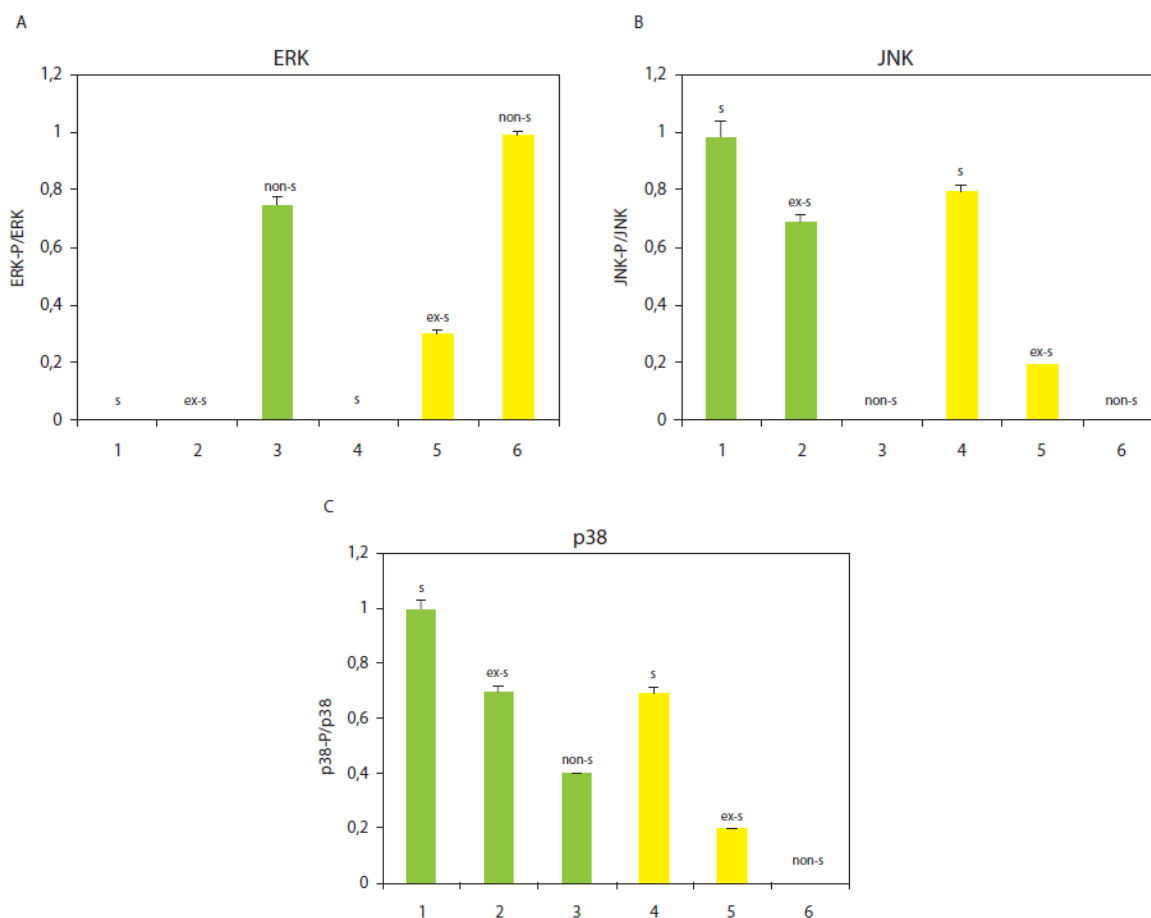 A
ERK
ERK-P/ERK
1,2
1
0,8
0,6
0,4
0,2
0
s
ex-s
non-s
s
ex-s
non-s
1 2 3 4 5 6
B
JNK
JNK-P/JNK
1,2
1
0,8
0,6
0,4
0,2
0
s
ex-s
non-s
s
ex-s
non-s
1 2 3 4 5 6
C
p38
p38-P/p38
1,2
1
0,8
0,6
0,4
0,2
0
s
ex-s
non-s
s
ex-s
non-s
1 2 3 4 5 6